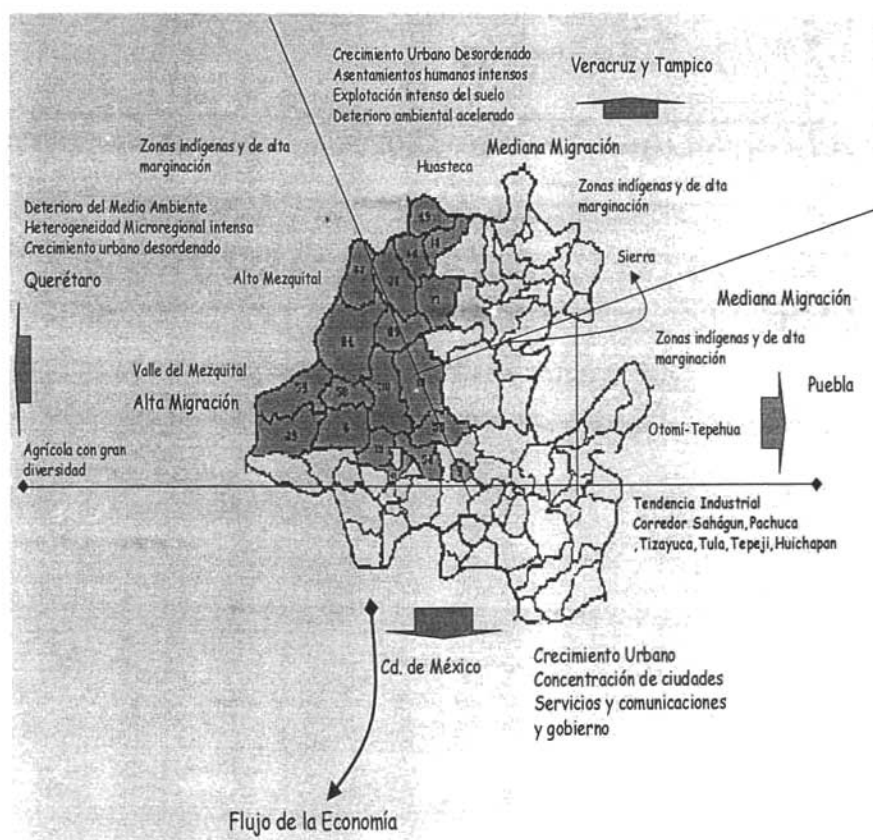 Crecimiento Urbano Desordenado
Asentamientos humanos intensos
Explotación intenso del suelo
Deterioro ambiental acelerado
Veracruz y Tampico
Zonas indígenas y de alta
marginación
Mediana Migración
Huasteca
Zonas indígenas y de alta
marginación
Deterioro del Medio Ambiente
Heterogeneidad Microregional intensa
Crecimiento urbano desordenado
Sierra
Querétaro
Alto Mezquital
Mediana Migración
Zonas indígenas y de alta
marginación
Valle del Mezquital
Alta Migración
Puebla
Otomí-Tepehua
Agrícola con gran
diversidad
Tendencia Industrial
Corredor Sahágun, Pachuca
,Tizayuca, Tula, Tepeji, Huichapan
Cd. de México
Crecimiento Urbano
Concentración de ciudades
Servicios y comunicaciones
y gobierno
Flujo de la Economía